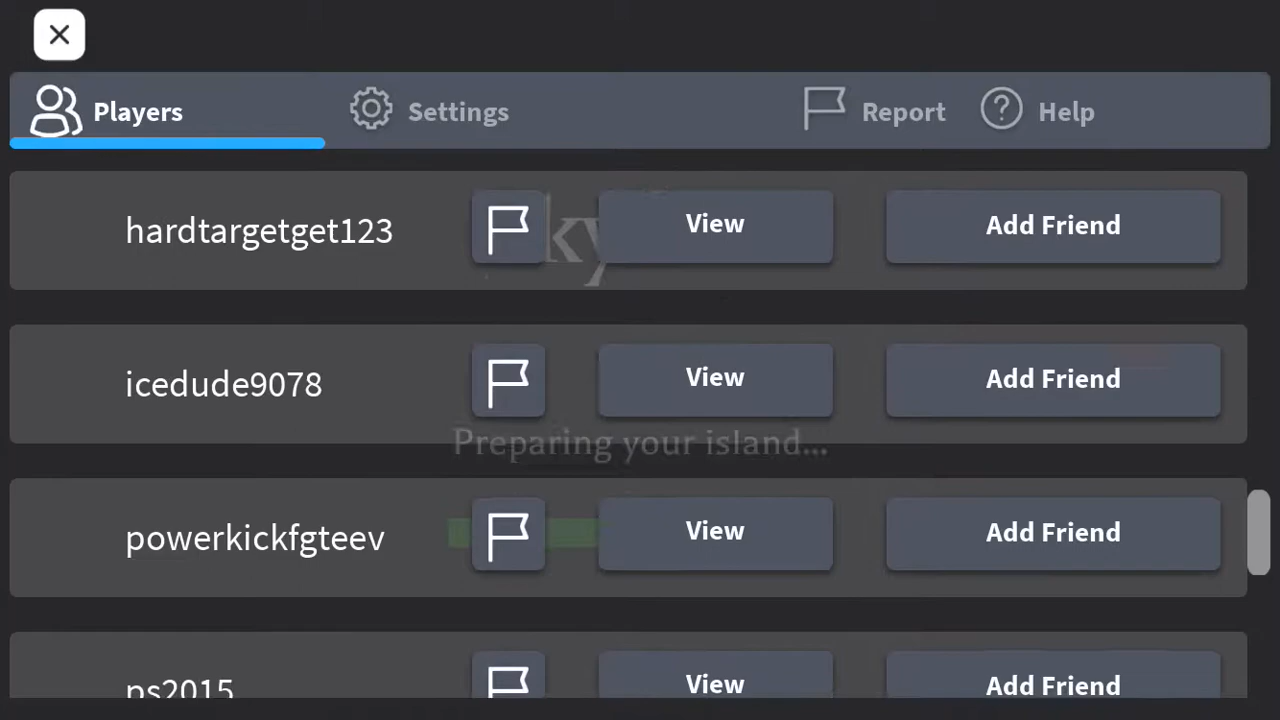 Players
Settings
Report
Help
hardtargetget123
View
Add Friend
icedude9078
View
Add Friend
Preparing your island...
powerkickfgteev
View
Add Friend
ps2015
View
Add Friend